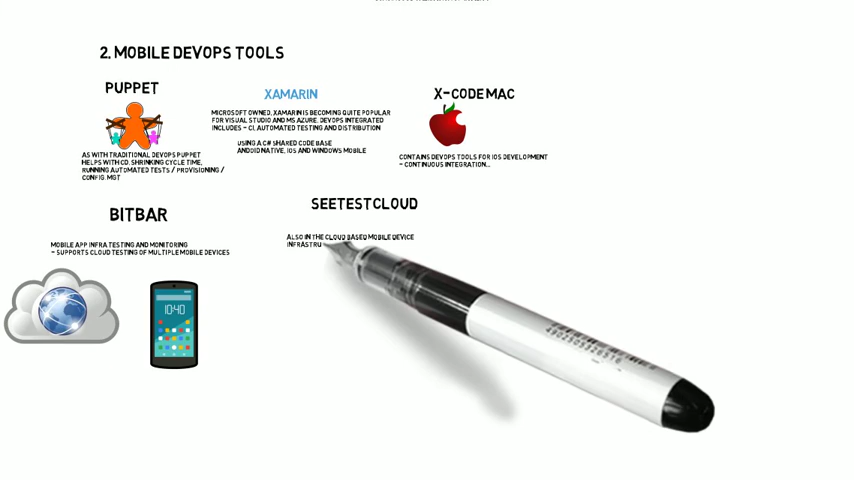 2. MOBILE DEVOPS TOOLS
PUPPET
AS WITH TRADITIONAL DEVOPS PUPPET
HELPS WITH CD. SHRINKING CYCLE TIME,
RUNNING AUTOMATED TESTS / PROVISIONING /
CONFIG. MGT
XAMARIN
MICROSOFT OWNED, XAMARIN IS BECOMING QUITE POPULAR
FOR VISUAL STUDIO AND MS AZURE. DEVOPS INTEGRATED
INCLUDES - CI, AUTOMATED TESTING AND DISTRIBUTION
USING A C# SHARED CODE BASE
ANDOID NATIVE, IOS AND WINDOWS MOBILE
X-CODE MAC
CONTAINS DEVOPS TOOLS FOR IOS DEVELOPMENT
- CONTINUOUS INTEGRATION...
BITBAR
MOBILE APP INFRA TESTING AND MONITORING
- SUPPORTS CLOUD TESTING OF MULTIPLE MOBILE DEVICES
10:40
SEETESTCLOUD
ALSO IN THE CLOUD BASED MOBILE DEVICE
INFRASTRU